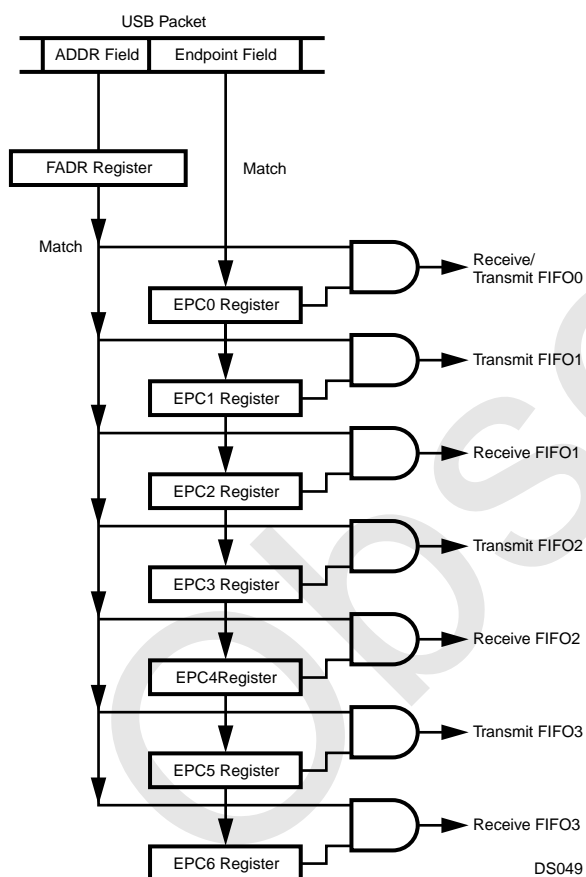 USB Packet
ADDR Field Endpoint Field
FADR Register
Match
Match
Receive/
Transmit FIFO0
EPC0 Register
Transmit FIFO1
EPC1 Register
Receive FIFO1
EPC2 Register
Transmit FIFO2
EPC3 Register
Receive FIFO2
EPC4Register
Transmit FIFO3
EPC5 Register
Receive FIFO3
EPC6 Register
DS049